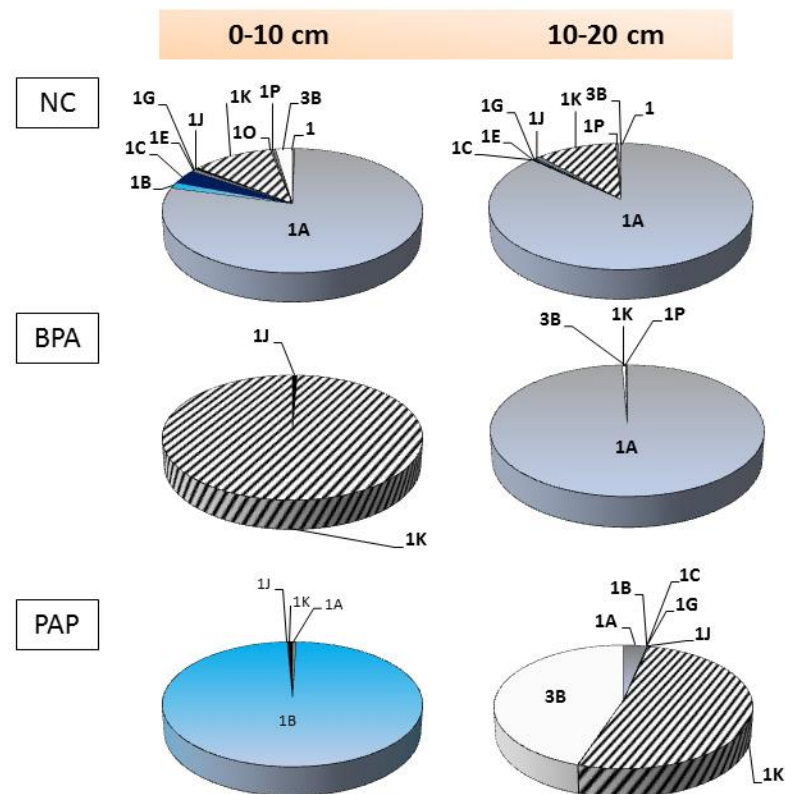 0-10 cm 10-20 cm
NC
1G 1J 1K 1P 3B
1E 1O 1
1C
1B
1A
1G 1J 1K 3B
1E 1P 1
1C
1A
BPA
1J
1K
3B 1K 1P
1A
PAP
1J 1K 1A
1B
1B 1C
1A 1G
1J
3B
1K